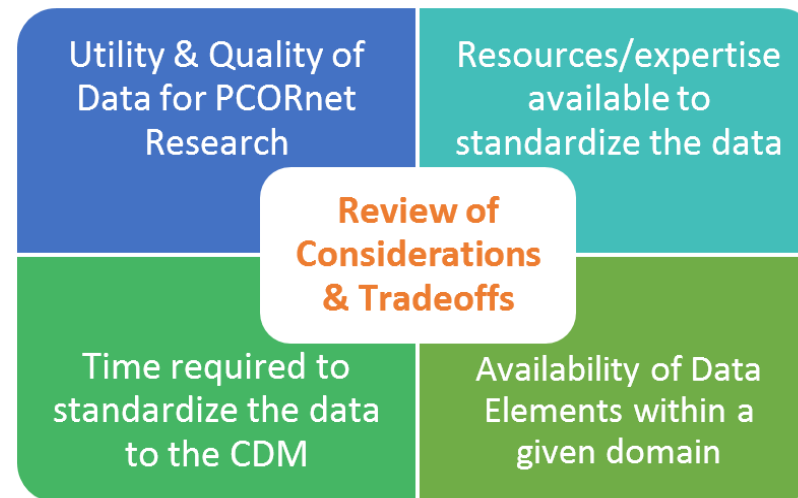 Utility & Quality of
Data for PCORnet
Research
Resources/expertise
available to
standardize the data
Review of
Considerations
& Tradeoffs
Time required to
standardize the data
to the CDM
Availability of Data
Elements within a
given domain